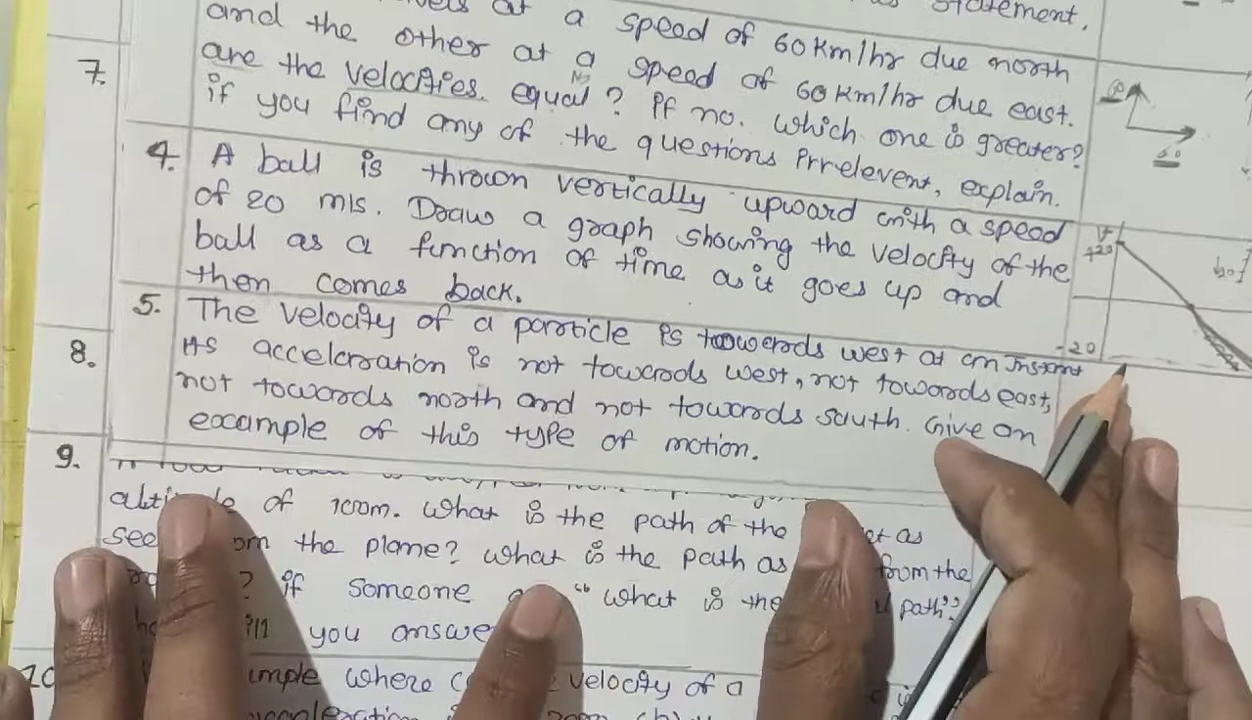 at a speed of 60 Km/hr due north
statement.
and the other at a speed of 60 Km/hr due east.
7. are the velocities equal? If no. which one is greater?
No
if you find any of the questions Irrelevent, explain.
60
4. A ball is thrown vertically upward with a speed
of 20 m/s. Draw a graph showing the velocity of the
ball as a function of time as it goes up and
then comes back.
V
+20
-20
5. The velocity of a particle is towerds west at an Instant
8. Its acceleration is not towards west, not towards east,
not towards north and not towards south. Give an
example of this type of motion.
9.
of 100m. what is the path of the as
the plane? what is the path as from the
? if someone "what is the path"?
you
10
where velocity of a